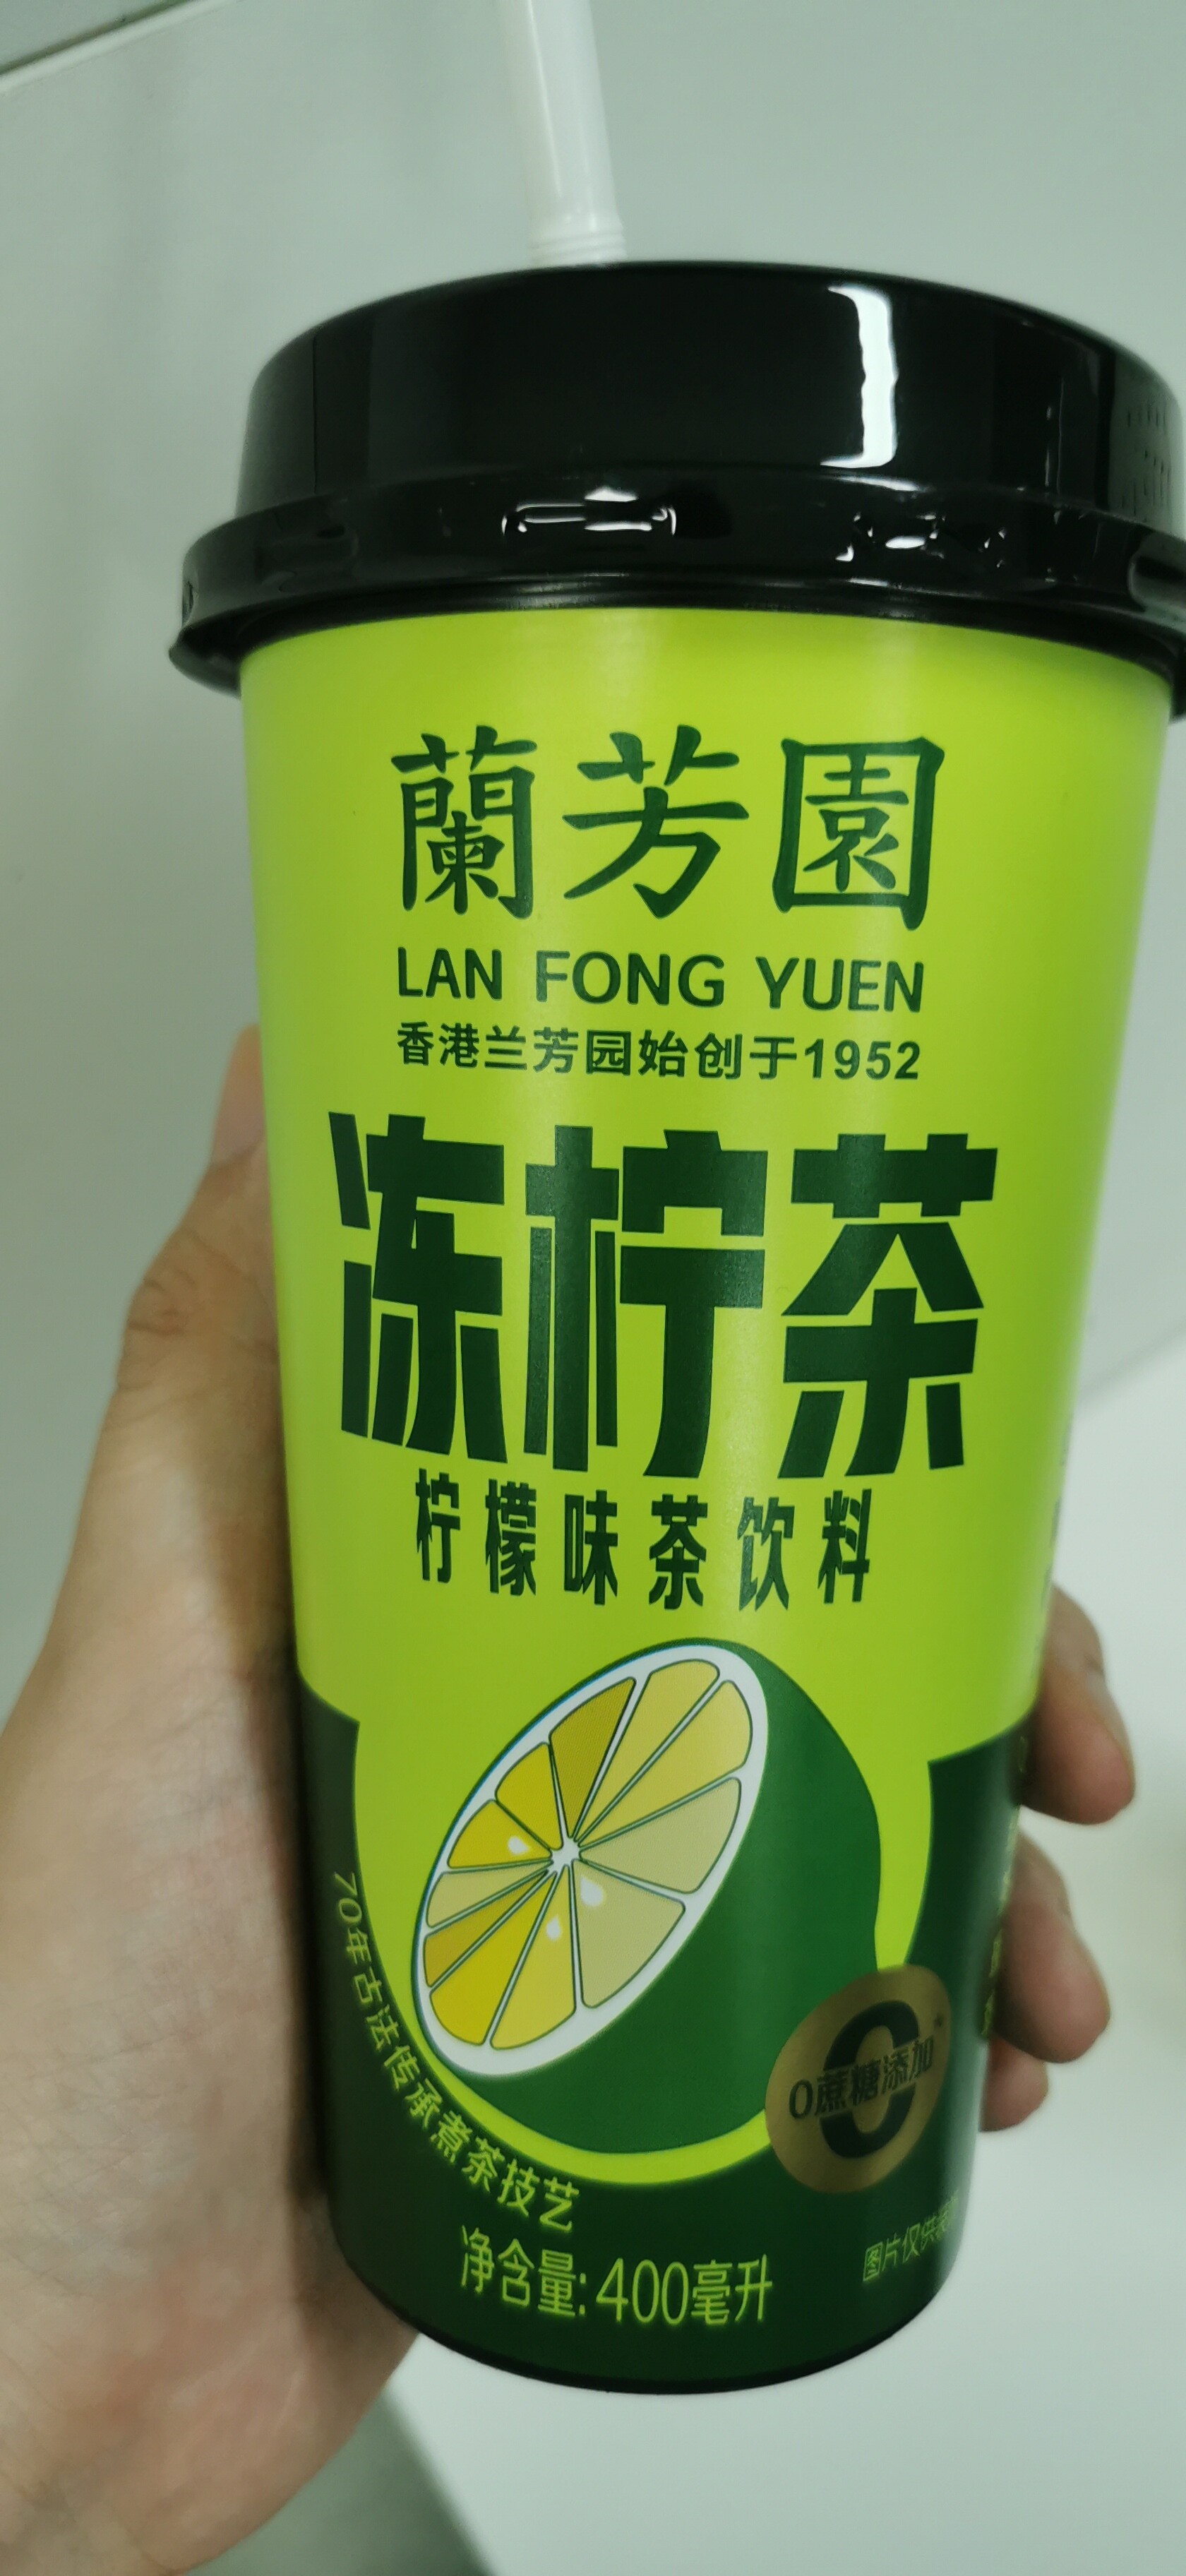 蘭芳園
LAN FONG YUEN
香港兰芳园始创于1952
冻柠茶
柠檬味茶饮料
70年古法传承煮茶技艺
0
0蔗糖添加*
净含量:400毫升
图片仅供